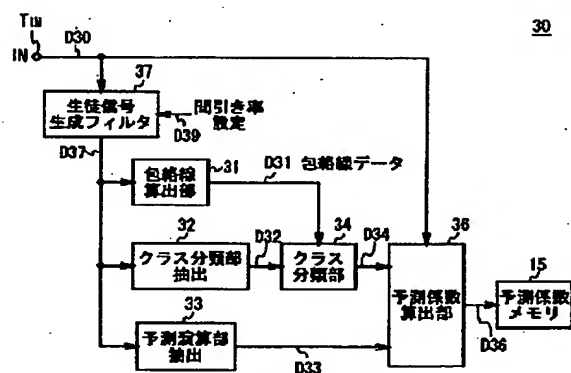 30
T_IN
IN
D30
37
生徒信号
生成フィルタ
間引き率
設定
D39
D37
31
包絡線
算出部
D31 包絡線データ
32
クラス分類部
抽出
D32
34
クラス
分類部
D34
36
予測係数
算出部
15
予測係数
メモリ
D36
33
予測演算部
抽出
D33